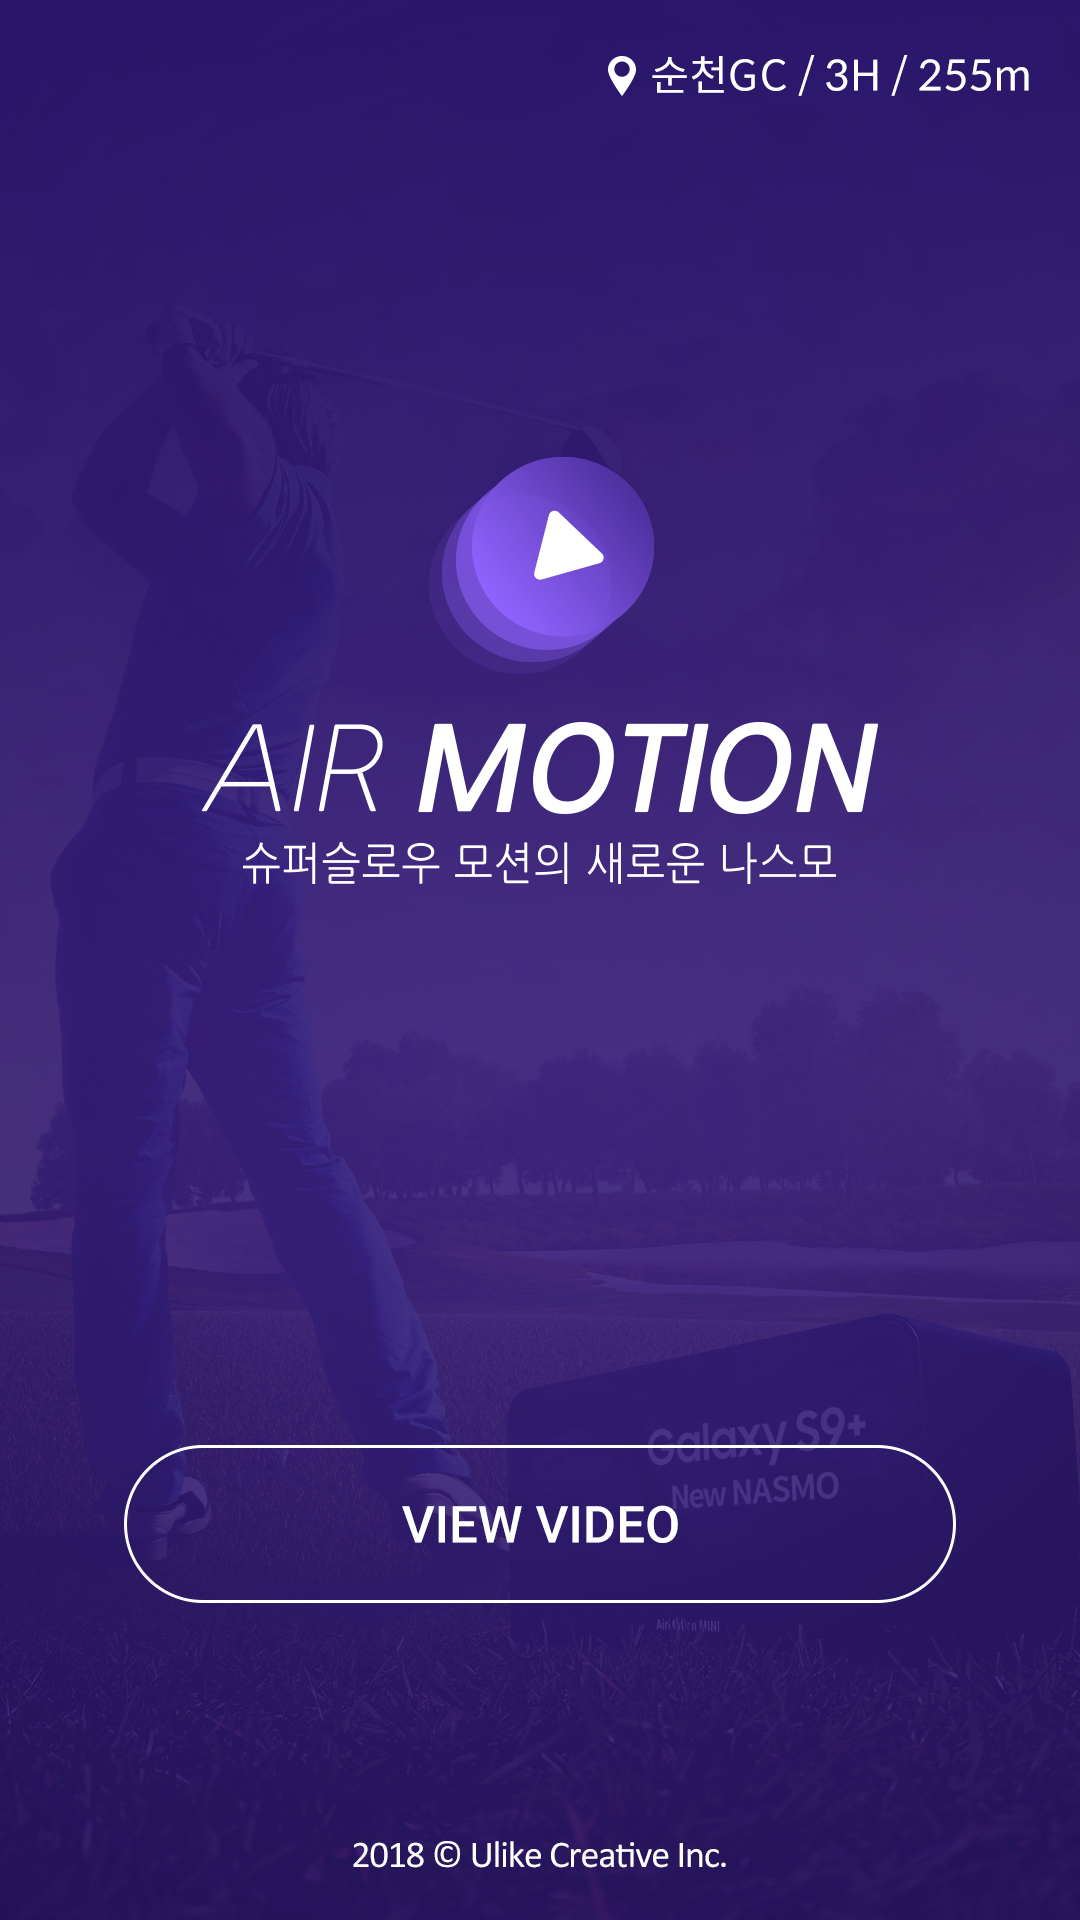 순천GC / 3H / 255m
AIR MOTION
슈퍼슬로우 모션의 새로운 나스모
Galaxy S9+
New NASMO
VIEW VIDEO
AirMotion MINI
2018 © Ulike Creative Inc.